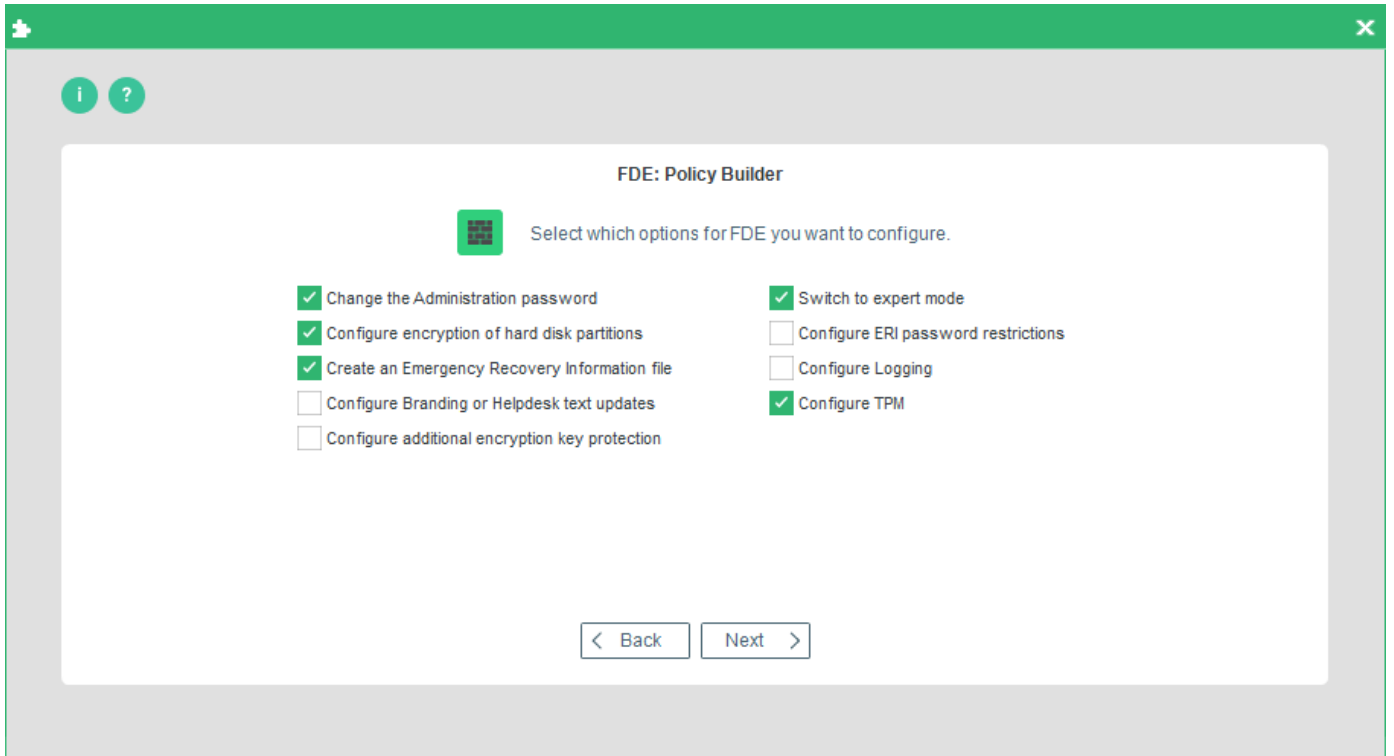 i ?
FDE: Policy Builder
Select which options for FDE you want to configure.
Change the Administration password
Configure encryption of hard disk partitions
Create an Emergency Recovery Information file
Configure Branding or Helpdesk text updates
Configure additional encryption key protection
Switch to expert mode
Configure ERI password restrictions
Configure Logging
Configure TPM
Back
Next